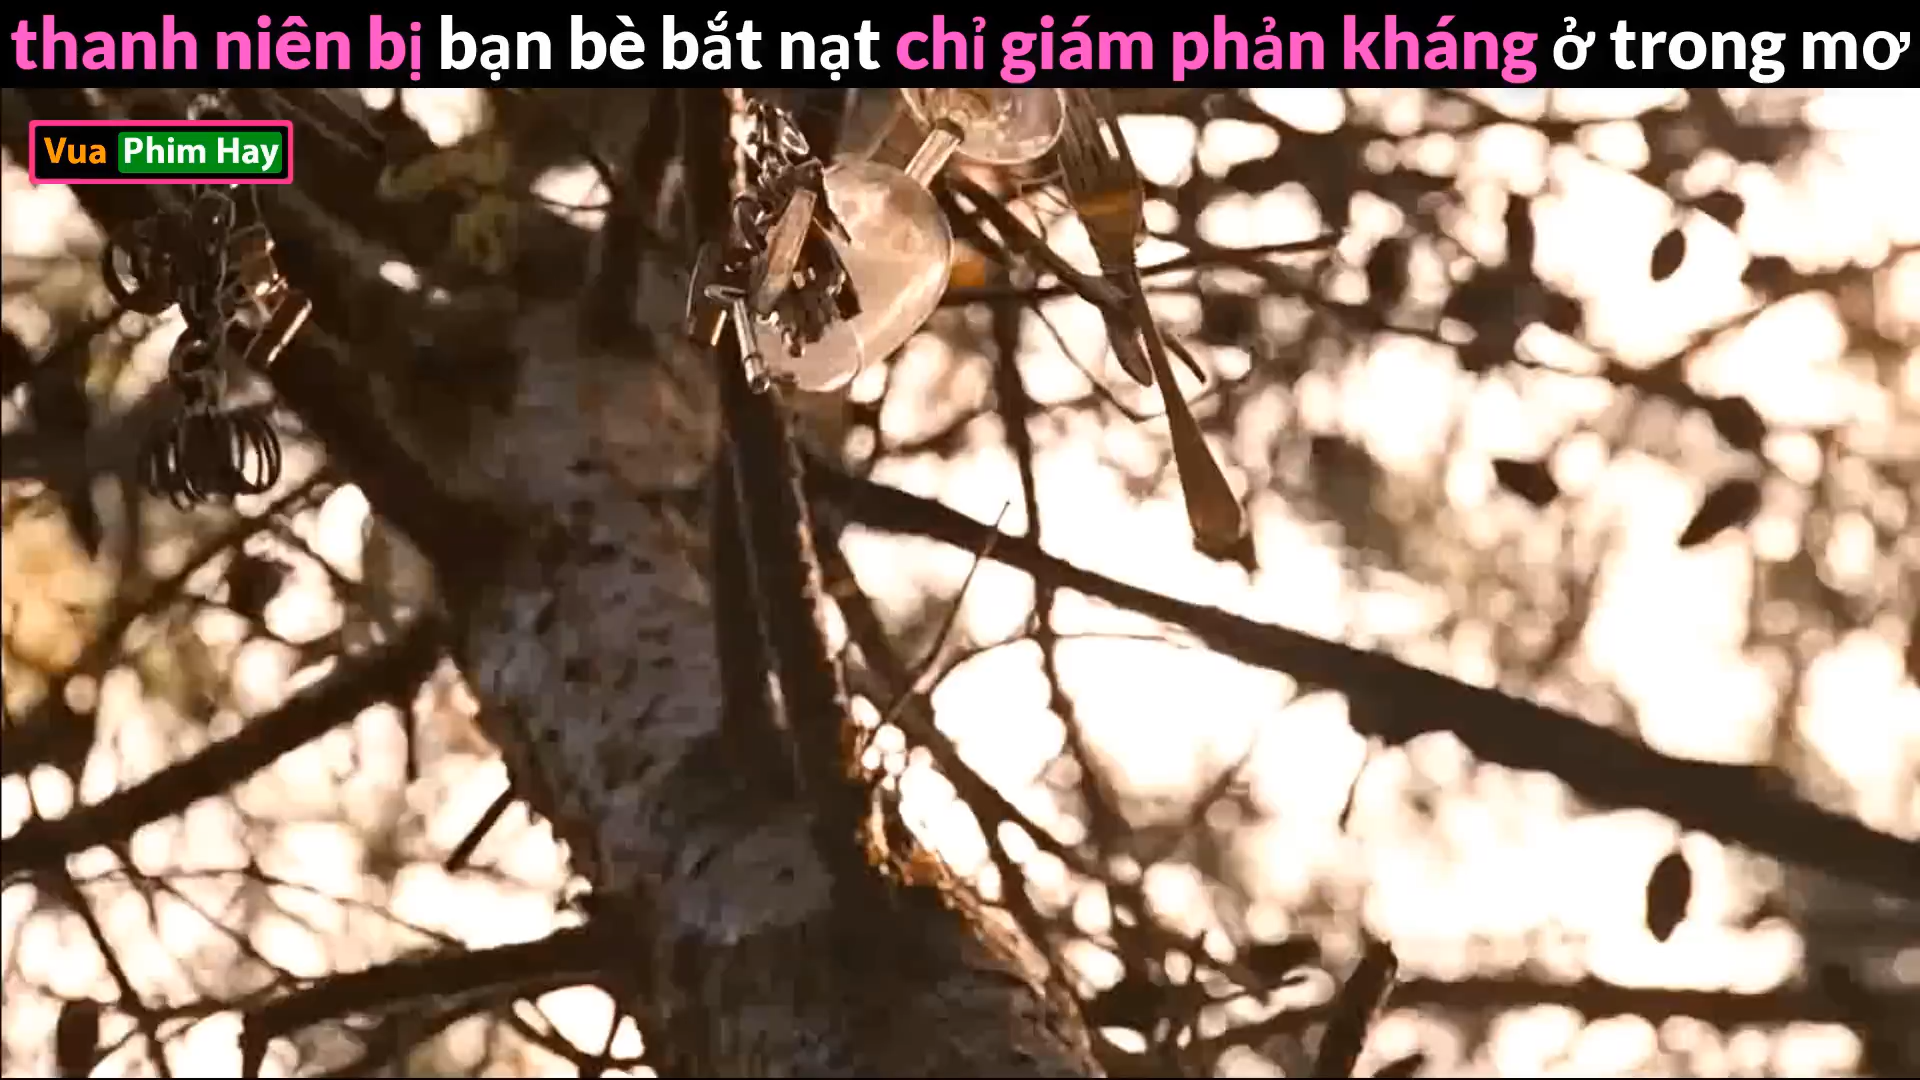 thanh niên bị bạn bè bắt nạt chỉ giám phản kháng ở trong mơ
Vua Phim Hay